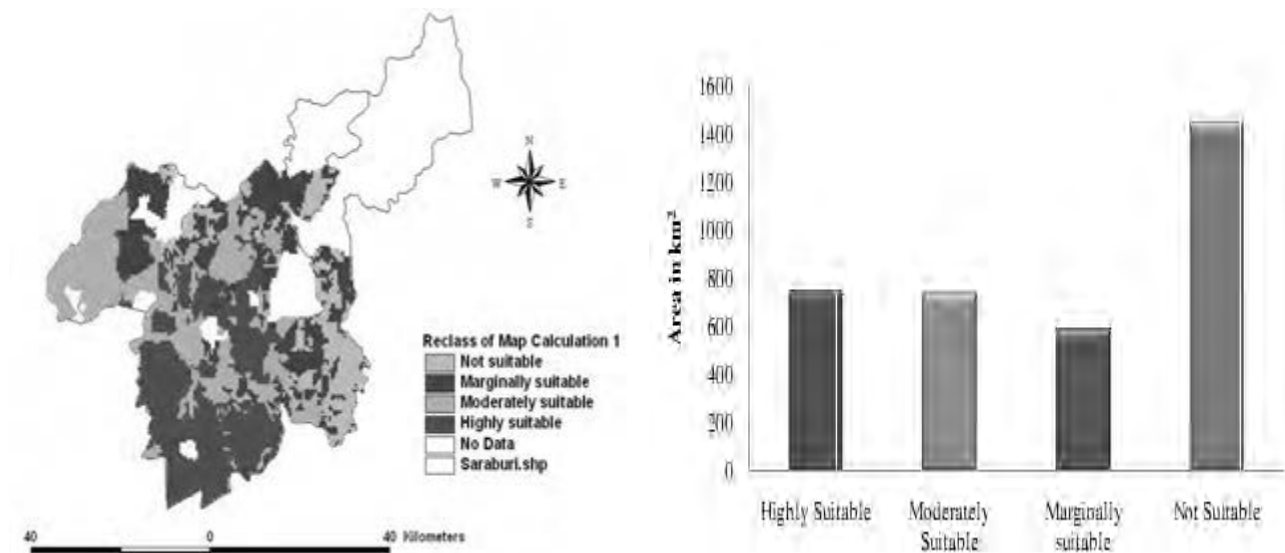 N
W E
S
Reclass of Map Calculation 1
Not suitable
Marginally suitable
Moderately suitable
Highly suitable
No Data
Saraburi.shp
40 0 40 Kilometers
Area in km²
1600
1400
1200
1000
800
600
400
200
0
Highly Suitable
Moderately
Suitable
Marginally
suitable
Not Suitable